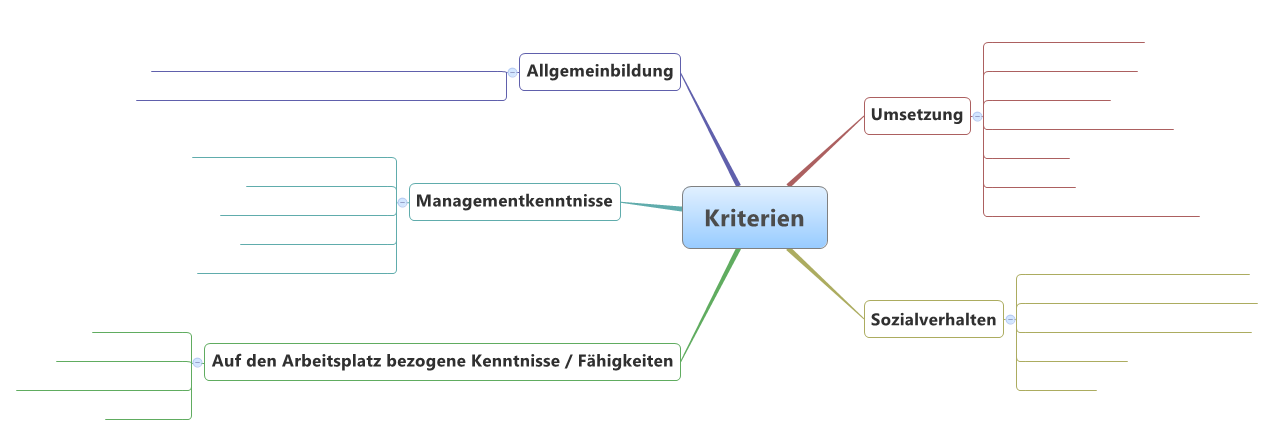 Allgemeinbildung
Umsetzung
Managementkenntnisse
Kriterien
Sozialverhalten
Auf den Arbeitsplatz bezogene Kenntnisse / Fähigkeiten